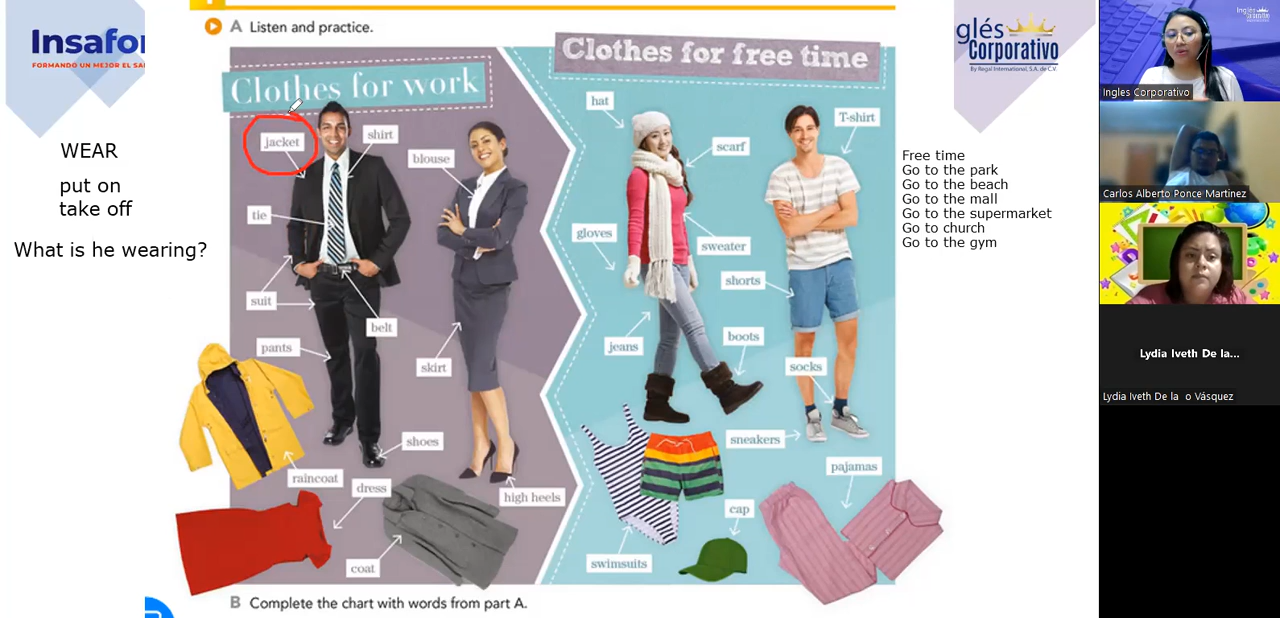 Insafo
FORMANDO UN MEJOR EL SA
A Listen and practice.
glés
Corporativo
By Regal International, S.A. de C.V.
Clothes for work
Clothes for free time
WEAR
put on
take off
What is he wearing?
jacket
shirt
blouse
tie
suit
belt
pants
skirt
shoes
raincoat
dress
high heels
coat
hat
T-shirt
scarf
gloves
sweater
shorts
jeans
boots
socks
sneakers
pajamas
cap
swimsuits
Free time
Go to the park
Go to the beach
Go to the mall
Go to the supermarket
Go to church
Go to the gym
B Complete the chart with words from part A.
Ingles Corporativo
Carlos Alberto Ponce Martinez
Lydia Iveth De la...
Lydia Iveth De la o Vásquez